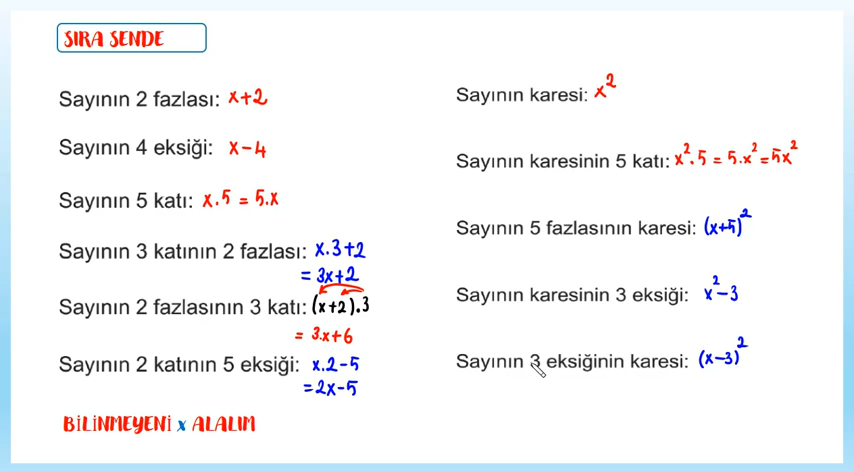 SIRA SENDE
Sayının 2 fazlası: x+2
Sayının 4 eksiği: x-4
Sayının 5 katı: x.5 = 5.x
Sayının 3 katının 2 fazlası: x.3+2
= 3x+2
Sayının 2 fazlasının 3 katı: (x+2).3
= 3.x+6
Sayının 2 katının 5 eksiği: x.2-5
=2x-5
BİLİNMEYENİ x ALALIM
Sayının karesi: x²
Sayının karesinin 5 katı: x².5 = 5.x² = 5x²
Sayının 5 fazlasının karesi: (x+5)²
Sayının karesinin 3 eksiği: x²-3
Sayının 3 eksiğinin karesi: (x-3)²